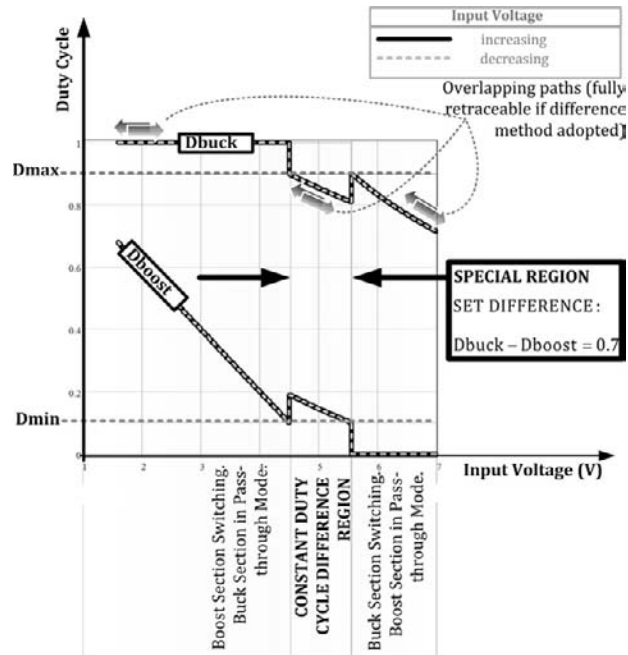 Input Voltage
increasing
decreasing
Overlapping paths (fully
retraceable if difference
method adopted)
Duty Cycle
1
Dbuck
Dmax
0.8
Dboost
0.6
SPECIAL REGION
SET DIFFERENCE:
Dbuck – Dboost = 0.7
0.4
0.2
Dmin
0
1
2
3
4
5
6
7
Input Voltage (V)
Boost Section Switching.
Buck Section in Pass-
through Mode.
CONSTANT DUTY
CYCLE DIFFERENCE
REGION
Buck Section Switching.
Boost Section in Pass-
through Mode.